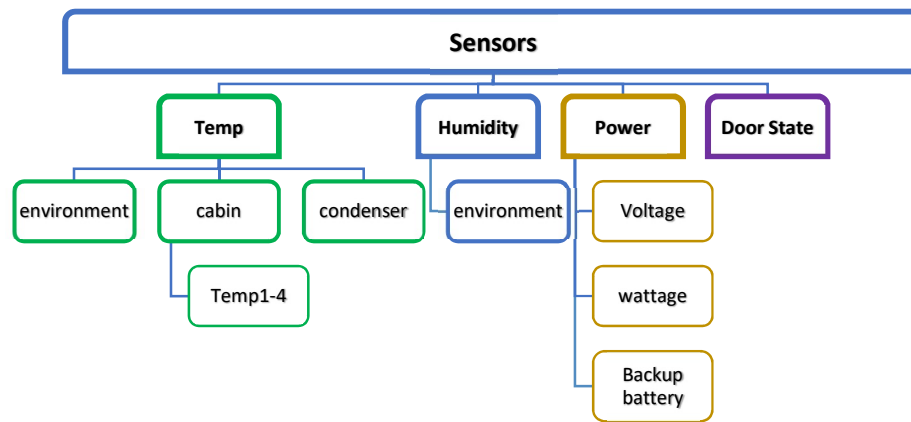 Sensors
Temp
Humidity
Power
Door State
environment
cabin
condenser
environment
Voltage
Temp1-4
wattage
Backup
battery